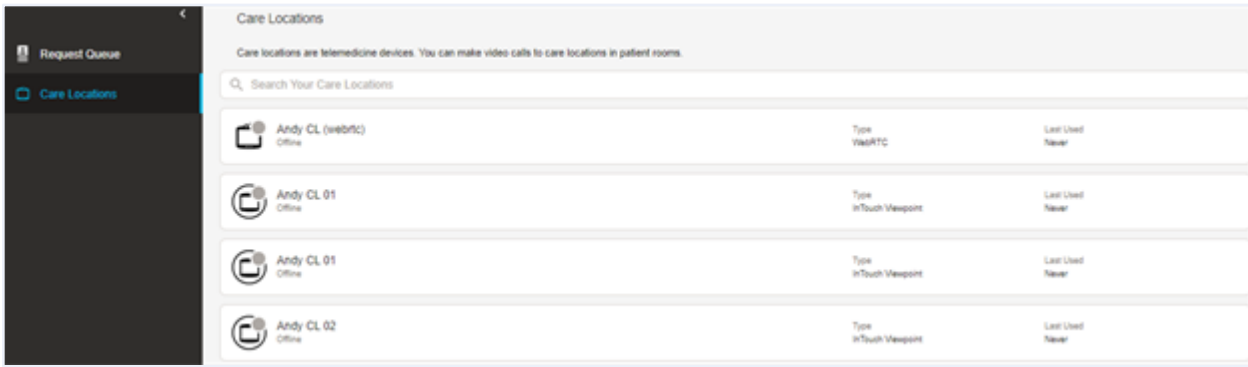 Care Locations
Request Queue
Care locations are telemedicine devices. You can make video calls to care locations in patient rooms.
Care Locations
Search Your Care Locations
Andy CL (webrtc)
Offline
Type
WebRTC
Last Used
Never
Andy CL 01
Offline
Type
InTouch Viewpoint
Last Used
Never
Andy CL 01
Offline
Type
InTouch Viewpoint
Last Used
Never
Andy CL 02
Offline
Type
InTouch Viewpoint
Last Used
Never